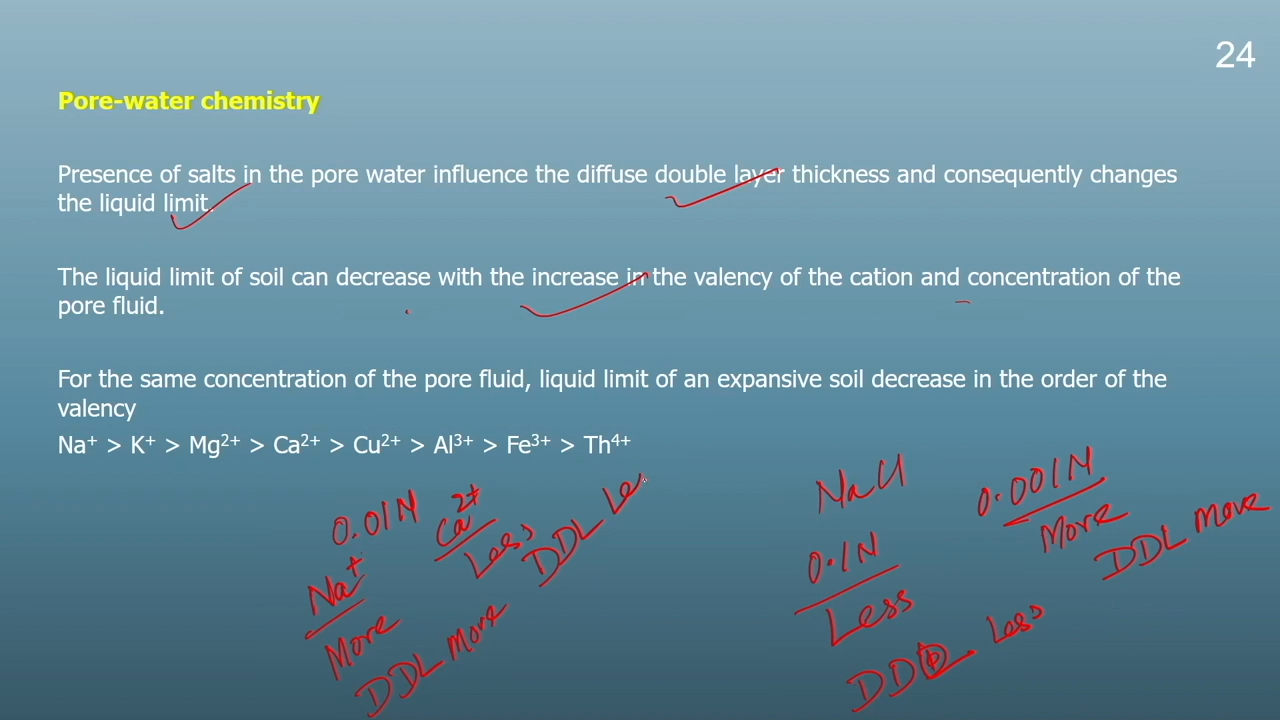 24
Pore-water chemistry
Presence of salts in the pore water influence the diffuse double layer thickness and consequently changes
the liquid limit.
The liquid limit of soil can decrease with the increase in the valency of the cation and concentration of the
pore fluid.
For the same concentration of the pore fluid, liquid limit of an expansive soil decrease in the order of the
valency
Na⁺ > K⁺ > Mg²⁺ > Ca²⁺ > Cu²⁺ > Al³⁺ > Fe³⁺ > Th⁴⁺
0.01N
Na⁺
More
DDL more
Ca²⁺
Less
DDL Le
NaCl
0.1N
Less
DDL Less
0.001N
More
DDL more